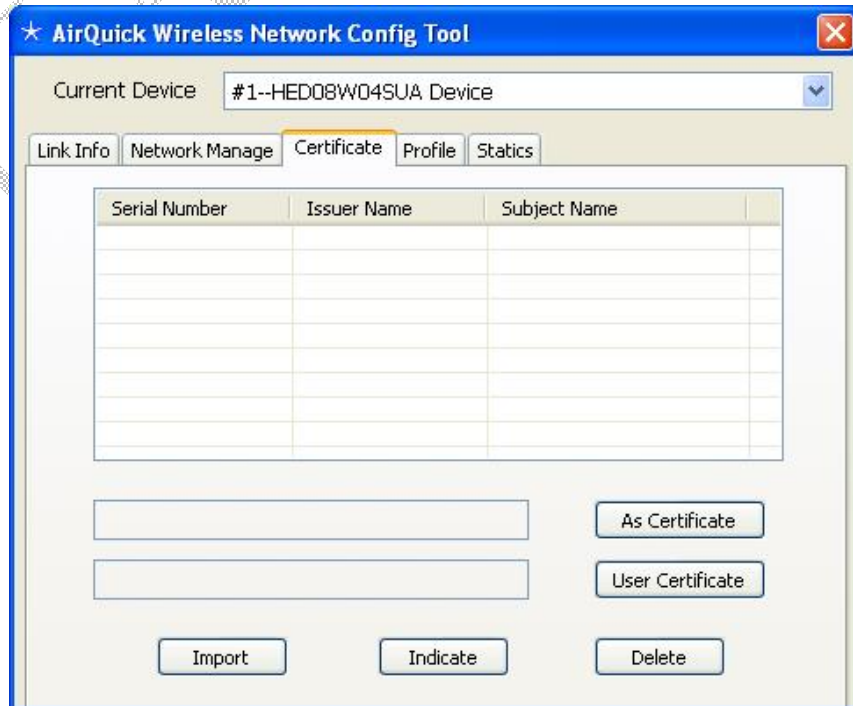 AirQuick Wireless Network Config Tool
Current Device #1--HED08W04SUA Device
Link Info Network Manage Certificate Profile Statics
Serial Number Issuer Name Subject Name
As Certificate
User Certificate
Import Indicate Delete